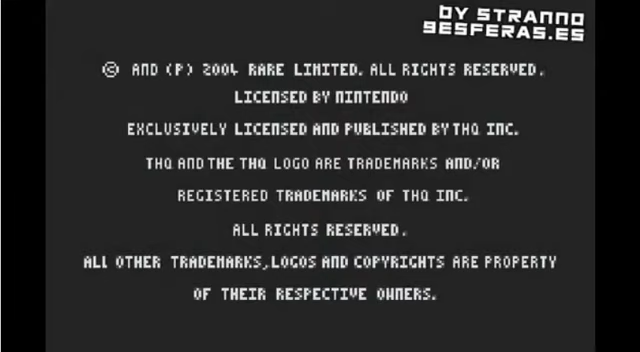 BY STRANNO
9ESFERAS.ES
© AND (P) 2004 RARE LIMITED. ALL RIGHTS RESERVED.
LICENSED BY NINTENDO
EXCLUSIVELY LICENSED AND PUBLISHED BY THQ INC.
THQ AND THE THQ LOGO ARE TRADEMARKS AND/OR
REGISTERED TRADEMARKS OF THQ INC.
ALL RIGHTS RESERVED.
ALL OTHER TRADEMARKS, LOGOS AND COPYRIGHTS ARE PROPERTY
OF THEIR RESPECTIVE OWNERS.